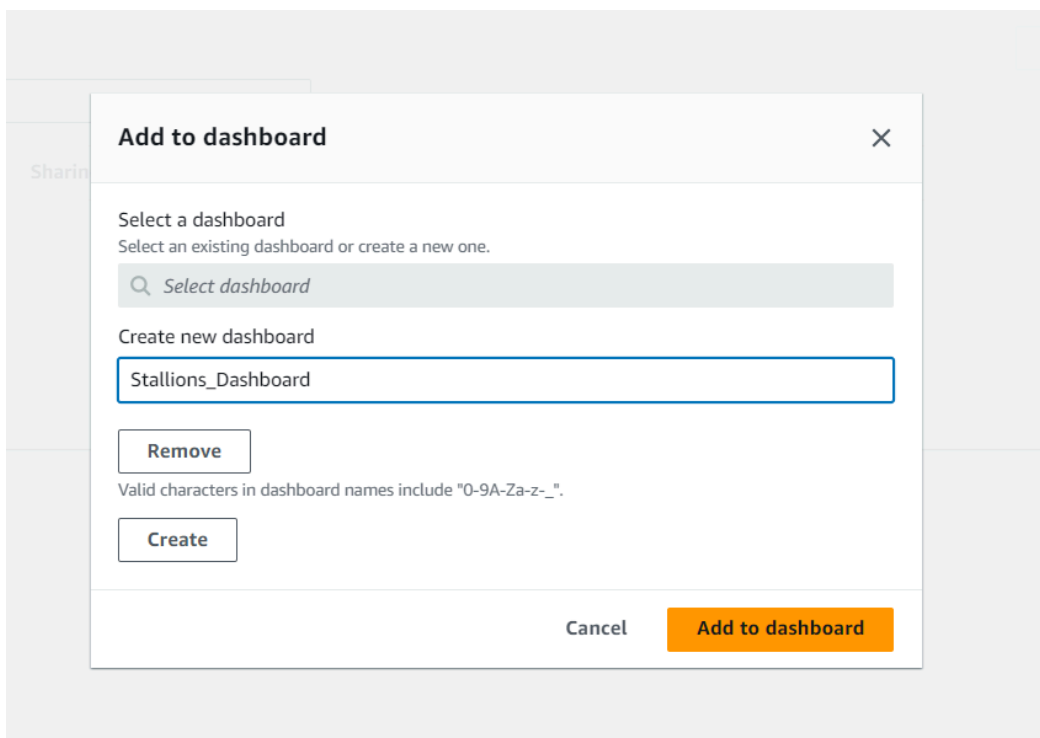 Add to dashboard
Sharin
Select a dashboard
Select an existing dashboard or create a new one.
Select dashboard
Create new dashboard
Stallions_Dashboard
Remove
Valid characters in dashboard names include "0-9A-Za-z-_".
Create
Cancel
Add to dashboard